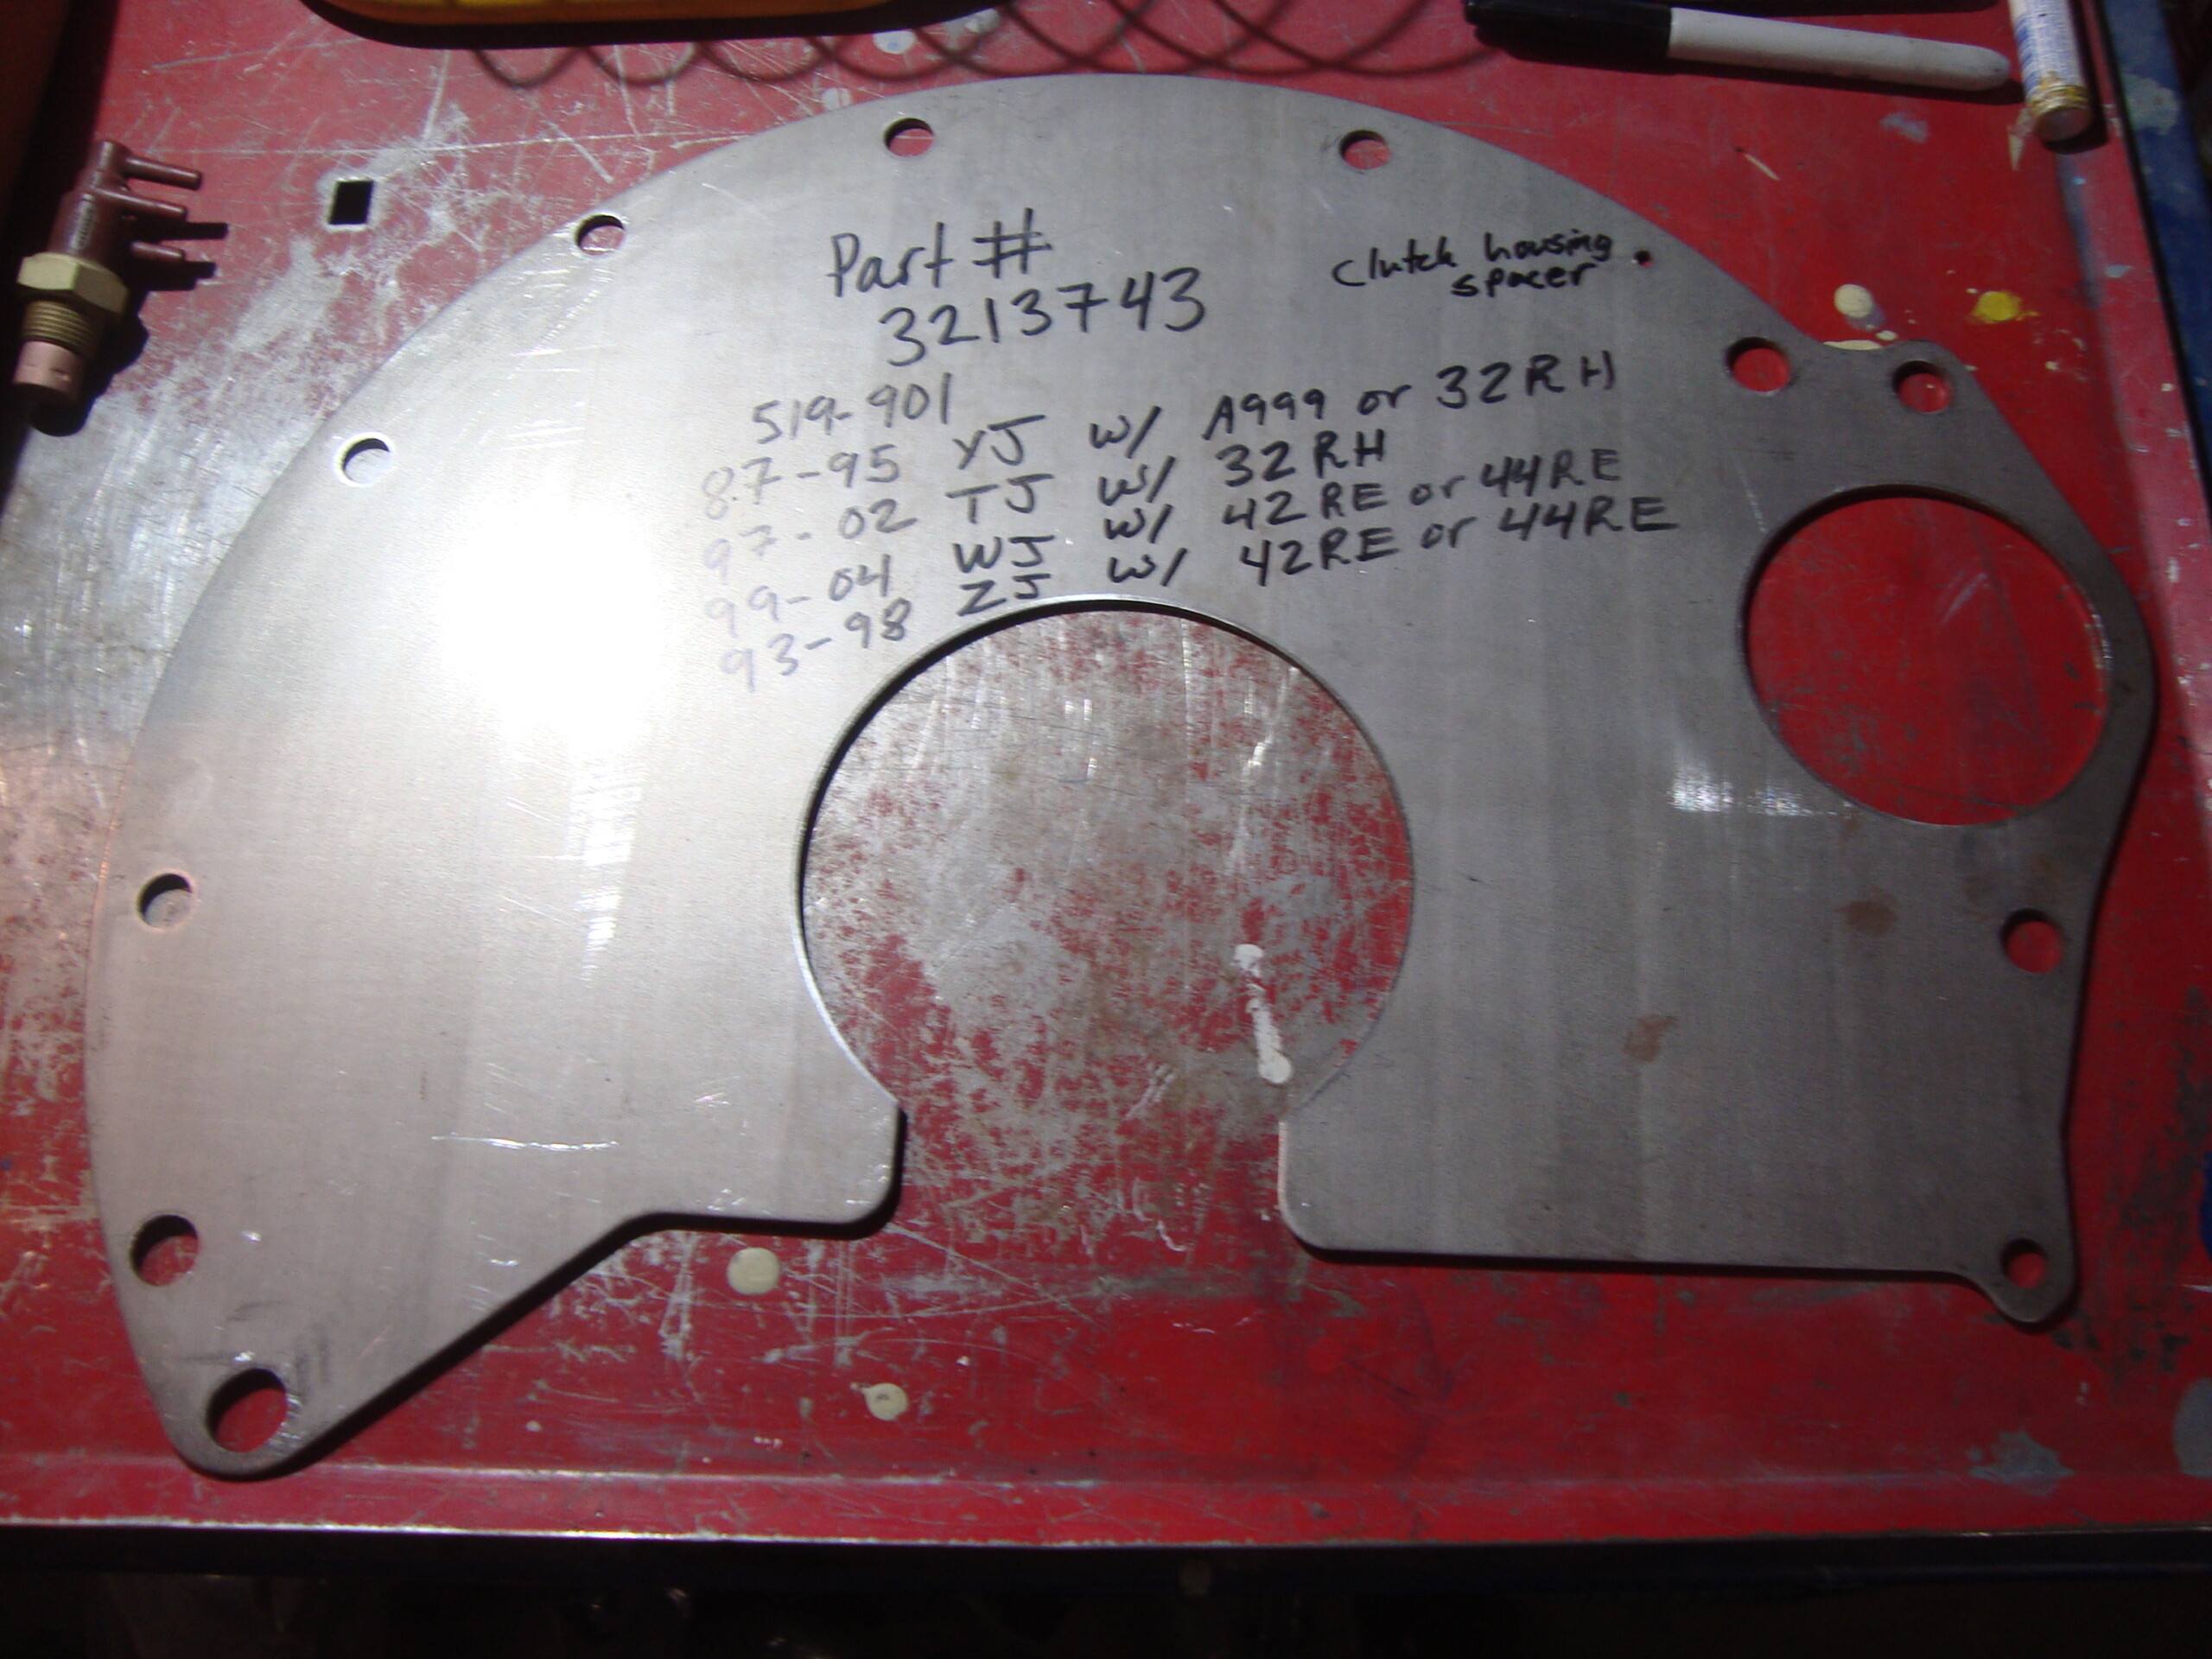 Part #
3213743
Clutch housing
spacer
519-901
87-95 YJ w/ A999 or 32RH
97-02 TJ w/ 32RH
99-04 WJ w/ 42RE or 44RE
93-98 ZJ w/ 42RE or 44RE